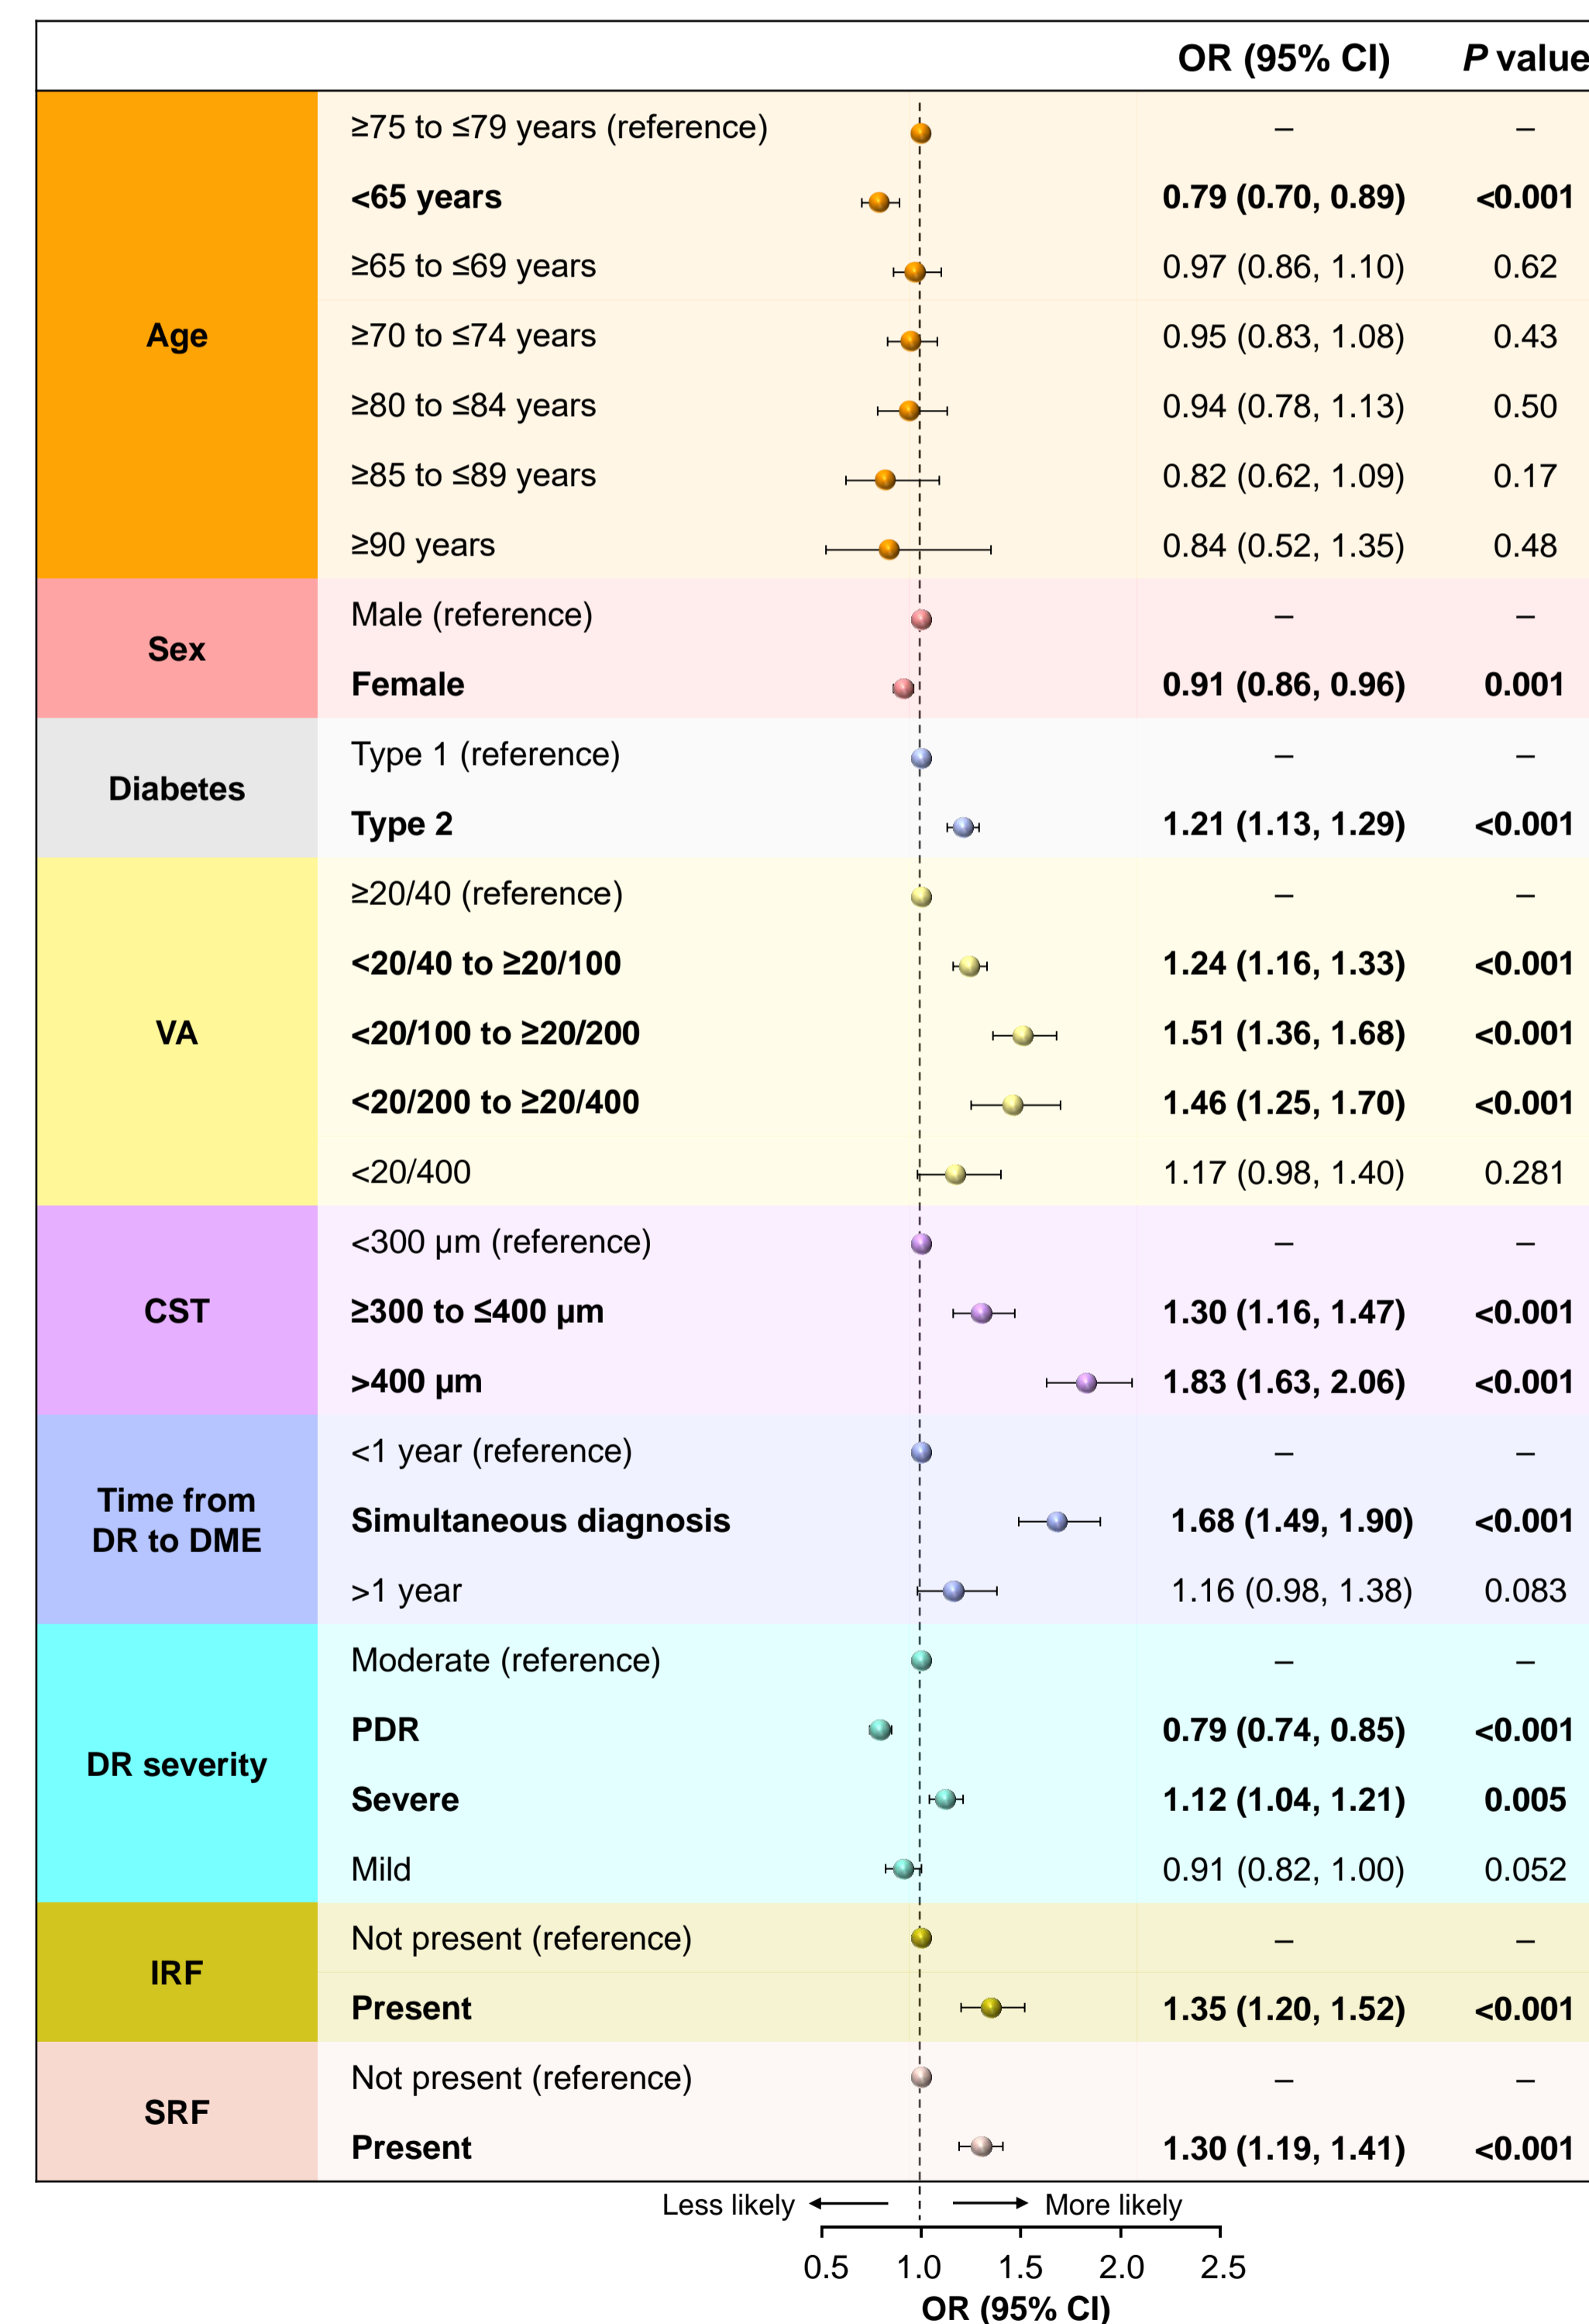 OR (95% CI) P value
Age
≥75 to ≤79 years (reference) – –
<65 years 0.79 (0.70, 0.89) <0.001
≥65 to ≤69 years 0.97 (0.86, 1.10) 0.62
≥70 to ≤74 years 0.95 (0.83, 1.08) 0.43
≥80 to ≤84 years 0.94 (0.78, 1.13) 0.50
≥85 to ≤89 years 0.82 (0.62, 1.09) 0.17
≥90 years 0.84 (0.52, 1.35) 0.48
Sex
Male (reference) – –
Female 0.91 (0.86, 0.96) 0.001
Diabetes
Type 1 (reference) – –
Type 2 1.21 (1.13, 1.29) <0.001
VA
≥20/40 (reference) – –
<20/40 to ≥20/100 1.24 (1.16, 1.33) <0.001
<20/100 to ≥20/200 1.51 (1.36, 1.68) <0.001
<20/200 to ≥20/400 1.46 (1.25, 1.70) <0.001
<20/400 1.17 (0.98, 1.40) 0.281
CST
<300 µm (reference) – –
≥300 to ≤400 µm 1.30 (1.16, 1.47) <0.001
>400 µm 1.83 (1.63, 2.06) <0.001
Time from
DR to DME
<1 year (reference) – –
Simultaneous diagnosis 1.68 (1.49, 1.90) <0.001
>1 year 1.16 (0.98, 1.38) 0.083
DR severity
Moderate (reference) – –
PDR 0.79 (0.74, 0.85) <0.001
Severe 1.12 (1.04, 1.21) 0.005
Mild 0.91 (0.82, 1.00) 0.052
IRF
Not present (reference) – –
Present 1.35 (1.20, 1.52) <0.001
SRF
Not present (reference) – –
Present 1.30 (1.19, 1.41) <0.001
Less likely More likely
0.5 1.0 1.5 2.0 2.5
OR (95% CI)